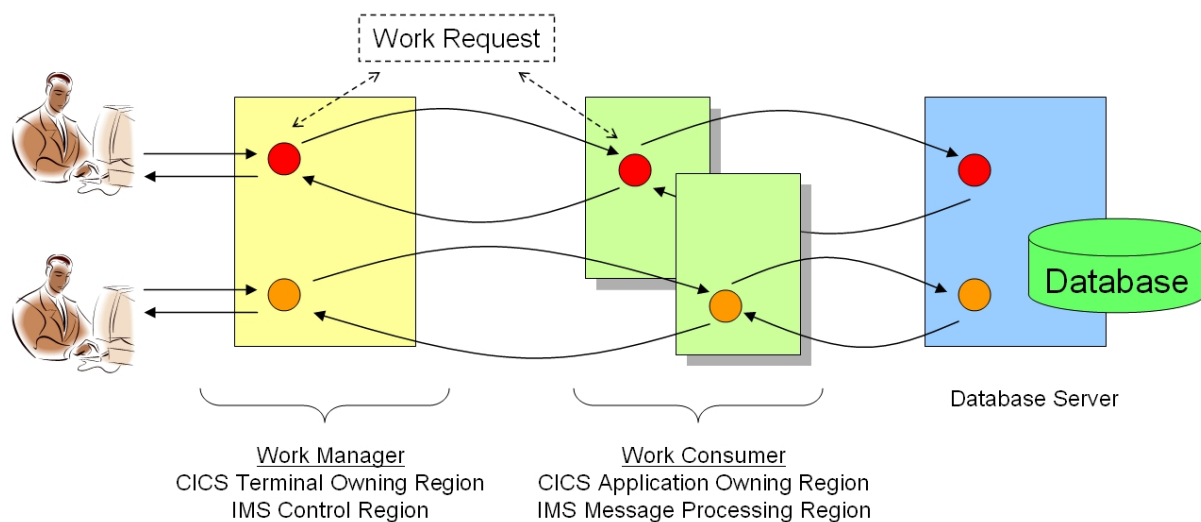 Work Request
Database
Database Server
Work Manager
CICS Terminal Owning Region
IMS Control Region
Work Consumer
CICS Application Owning Region
IMS Message Processing Region